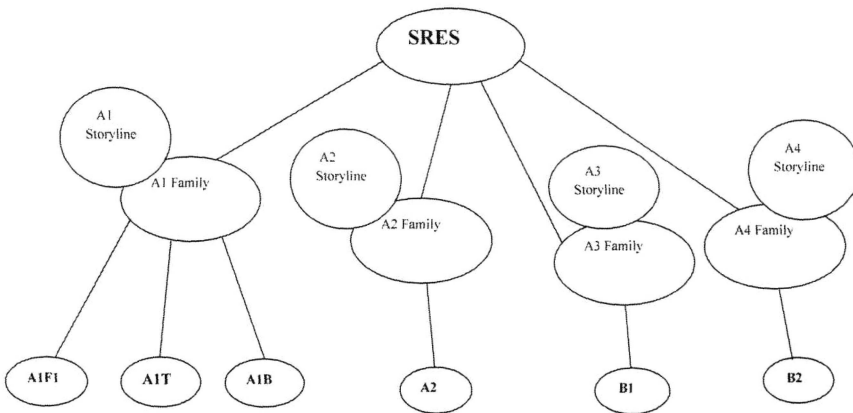 SRES
A1
Storyline
A2
Storyline
A3
Storyline
A4
Storyline
A1 Family
A2 Family
A3 Family
A4 Family
A1F1
A1T
A1B
A2
B1
B2